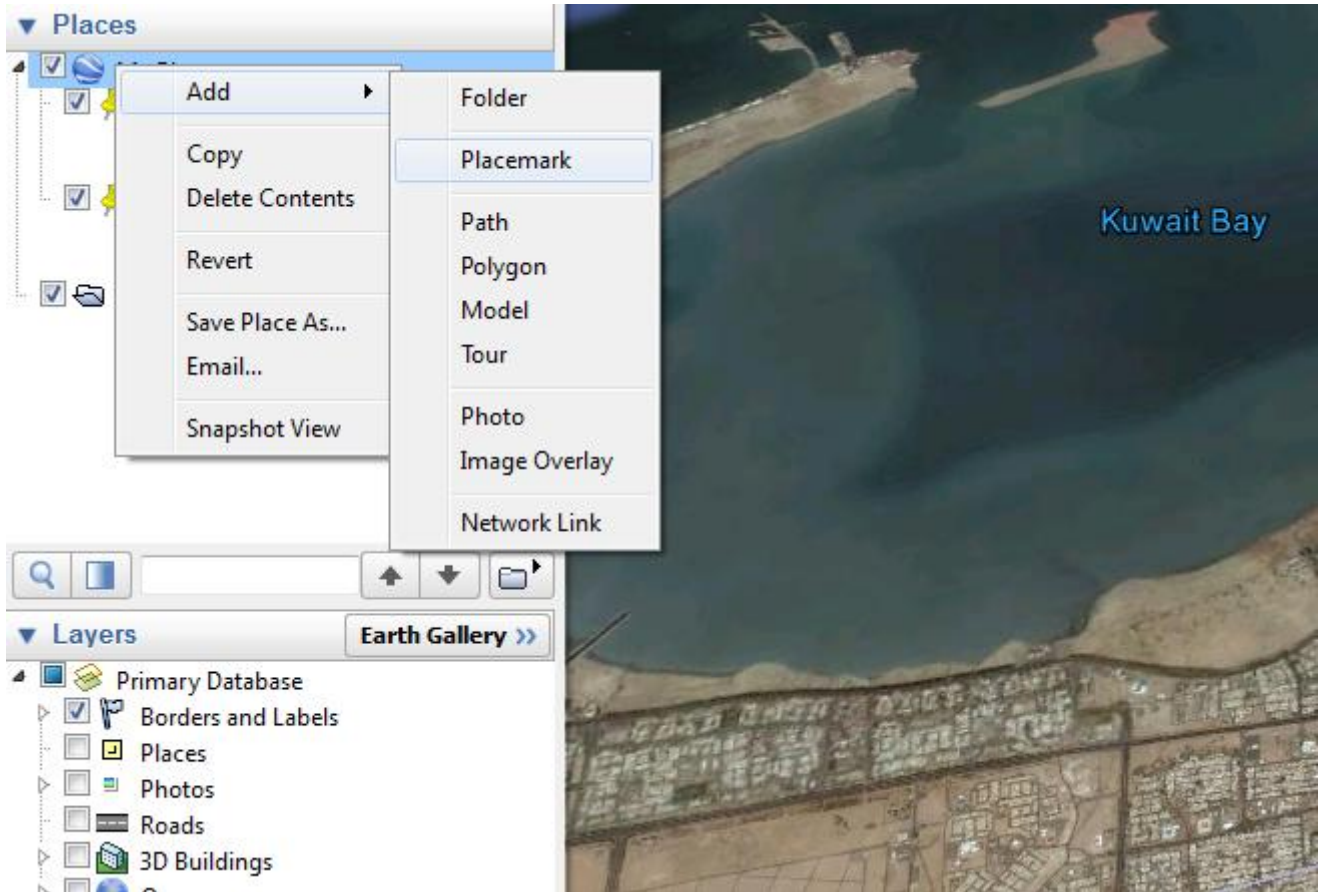 Places
Add
Copy
Delete Contents
Revert
Save Place As...
Email...
Snapshot View
Folder
Placemark
Path
Polygon
Model
Tour
Photo
Image Overlay
Network Link
Kuwait Bay
Layers
Earth Gallery »
Primary Database
Borders and Labels
Places
Photos
Roads
3D Buildings